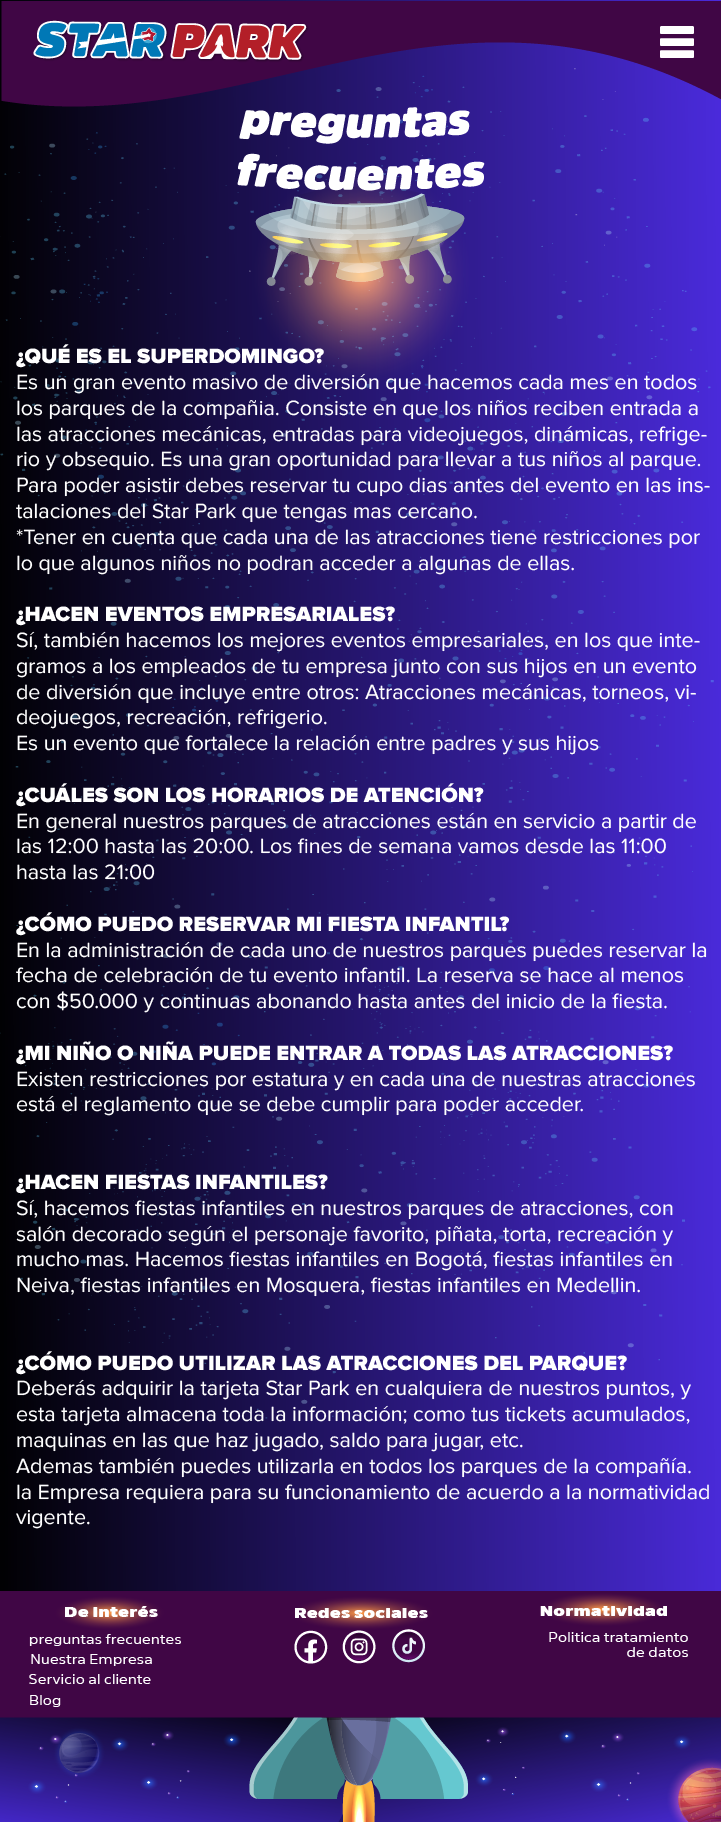 STAR PARK
preguntas
frecuentes
¿QUÉ ES EL SUPERDOMINGO?
Es un gran evento masivo de diversión que hacemos cada mes en todos
los parques de la compañia. Consiste en que los niños reciben entrada a
las atracciones mecánicas, entradas para videojuegos, dinámicas, refrige-
rio y obsequio. Es una gran oportunidad para llevar a tus niños al parque.
Para poder asistir debes reservar tu cupo dias antes del evento en las ins-
talaciones del Star Park que tengas mas cercano.
*Tener en cuenta que cada una de las atracciones tiene restricciones por
lo que algunos niños no podran acceder a algunas de ellas.
¿HACEN EVENTOS EMPRESARIALES?
Sí, también hacemos los mejores eventos empresariales, en los que inte-
gramos a los empleados de tu empresa junto con sus hijos en un evento
de diversión que incluye entre otros: Atracciones mecánicas, torneos, vi-
deojuegos, recreación, refrigerio.
Es un evento que fortalece la relación entre padres y sus hijos
¿CUÁLES SON LOS HORARIOS DE ATENCIÓN?
En general nuestros parques de atracciones están en servicio a partir de
las 12:00 hasta las 20:00. Los fines de semana vamos desde las 11:00
hasta las 21:00
¿CÓMO PUEDO RESERVAR MI FIESTA INFANTIL?
En la administración de cada uno de nuestros parques puedes reservar la
fecha de celebración de tu evento infantil. La reserva se hace al menos
con $50.000 y continuas abonando hasta antes del inicio de la fiesta.
¿MI NIÑO O NIÑA PUEDE ENTRAR A TODAS LAS ATRACCIONES?
Existen restricciones por estatura y en cada una de nuestras atracciones
está el reglamento que se debe cumplir para poder acceder.
¿HACEN FIESTAS INFANTILES?
Sí, hacemos fiestas infantiles en nuestros parques de atracciones, con
salón decorado según el personaje favorito, piñata, torta, recreación y
mucho mas. Hacemos fiestas infantiles en Bogotá, fiestas infantiles en
Neiva, fiestas infantiles en Mosquera, fiestas infantiles en Medellin.
¿CÓMO PUEDO UTILIZAR LAS ATRACCIONES DEL PARQUE?
Deberás adquirir la tarjeta Star Park en cualquiera de nuestros puntos, y
esta tarjeta almacena toda la información; como tus tickets acumulados,
maquinas en las que haz jugado, saldo para jugar, etc.
Ademas también puedes utilizarla en todos los parques de la compañía.
la Empresa requiera para su funcionamiento de acuerdo a la normatividad
vigente.
De interés
preguntas frecuentes
Nuestra Empresa
Servicio al cliente
Blog
Redes sociales
Normatividad
Politica tratamiento
de datos